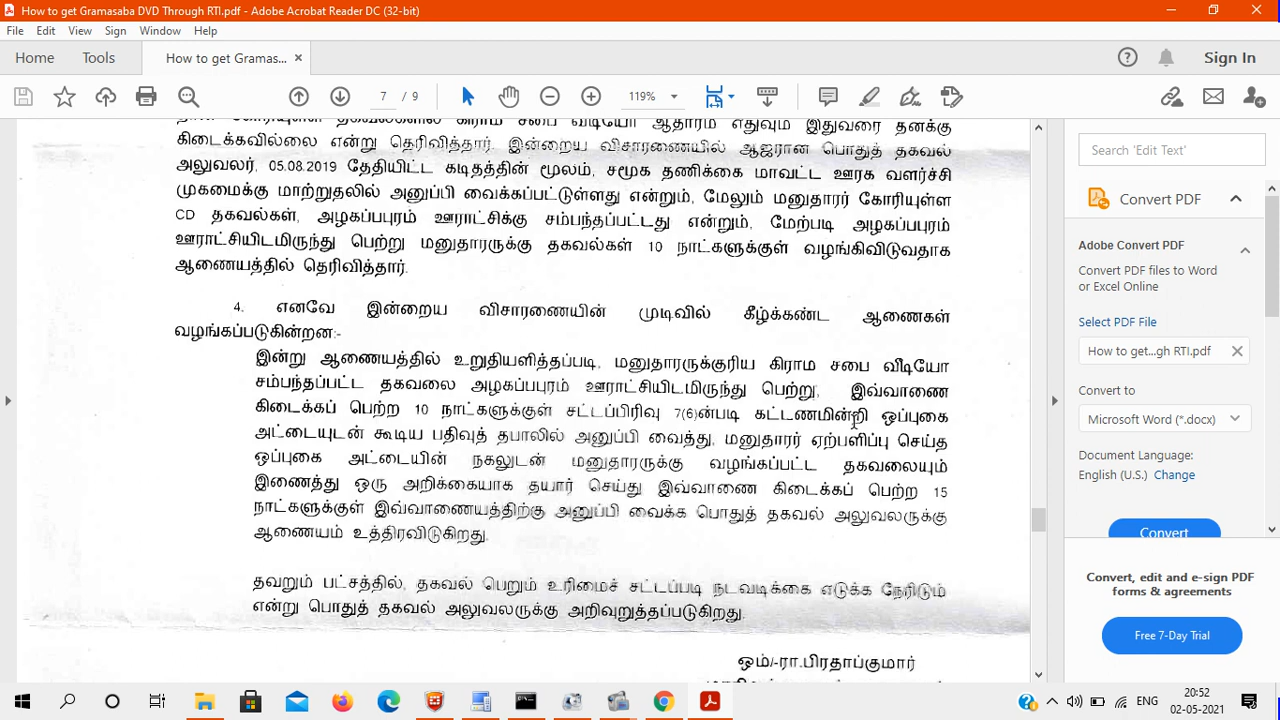 How to get Gramasaba DVD Through RTI.pdf - Adobe Acrobat Reader DC (32-bit)
File Edit View Sign Window Help
Home Tools How to get Gramas... × Sign In
7 / 9 119%
கோரியுள்ள தகவல்களில் கிராம சபை வீடியோ ஆதாரம் எதுவும் இதுவரை தனக்கு
கிடைக்கவில்லை என்று தெரிவித்தார். இன்றைய விசாரணையில் ஆஜரான பொதுத் தகவல்
அலுவலர், 05.08.2019 தேதியிட்ட கடிதத்தின் மூலம், சமூக தணிக்கை மாவட்ட ஊரக வளர்ச்சி
முகமைக்கு மாற்றுதலில் அனுப்பி வைக்கப்பட்டுள்ளது என்றும், மேலும் மனுதாரர் கோரியுள்ள
CD தகவல்கள், அழகப்பபுரம் ஊராட்சிக்கு சம்பந்தப்பட்டது என்றும், மேற்படி அழகப்பபுரம்
ஊராட்சியிடமிருந்து பெற்று மனுதாரருக்கு தகவல்கள் 10 நாட்களுக்குள் வழங்கிவிடுவதாக
ஆணையத்தில் தெரிவித்தார்.
4. எனவே இன்றைய விசாரணையின் முடிவில் கீழ்க்கண்ட ஆணைகள்
வழங்கப்படுகின்றன:-
இன்று ஆணையத்தில் உறுதியளித்தப்படி, மனுதாரருக்குரிய கிராம சபை வீடியோ
சம்பந்தப்பட்ட தகவலை அழகப்பபுரம் ஊராட்சியிடமிருந்து பெற்று, இவ்வாணை
கிடைக்கப் பெற்ற 10 நாட்களுக்குள் சட்டப்பிரிவு 7(6)ன்படி கட்டணமின்றி ஒப்புகை
அட்டையுடன் கூடிய பதிவுத் தபாலில் அனுப்பி வைத்து, மனுதாரர் ஏற்பளிப்பு செய்த
ஒப்புகை அட்டையின் நகலுடன் மனுதாரருக்கு வழங்கப்பட்ட தகவலையும்
இணைத்து ஒரு அறிக்கையாக தயார் செய்து இவ்வாணை கிடைக்கப் பெற்ற 15
நாட்களுக்குள் இவ்வாணையத்திற்கு அனுப்பி வைக்க பொதுத் தகவல் அலுவலருக்கு
ஆணையம் உத்திரவிடுகிறது.
தவறும் பட்சத்தில், தகவல் பெறும் உரிமைச் சட்டப்படி நடவடிக்கை எடுக்க நேரிடும்
என்று பொதுத் தகவல் அலுவலருக்கு அறிவுறுத்தப்படுகிறது.
ஒம்/-ரா.பிரதாப்குமார்
Search 'Edit Text'
Convert PDF
Adobe Convert PDF
Convert PDF files to Word
or Excel Online
Select PDF File
How to get...gh RTI.pdf ×
Convert to
Microsoft Word (*.docx)
Document Language:
English (U.S.) Change
Convert
Convert, edit and e-sign PDF
forms & agreements
Free 7-Day Trial
ENG 20:52
02-05-2021